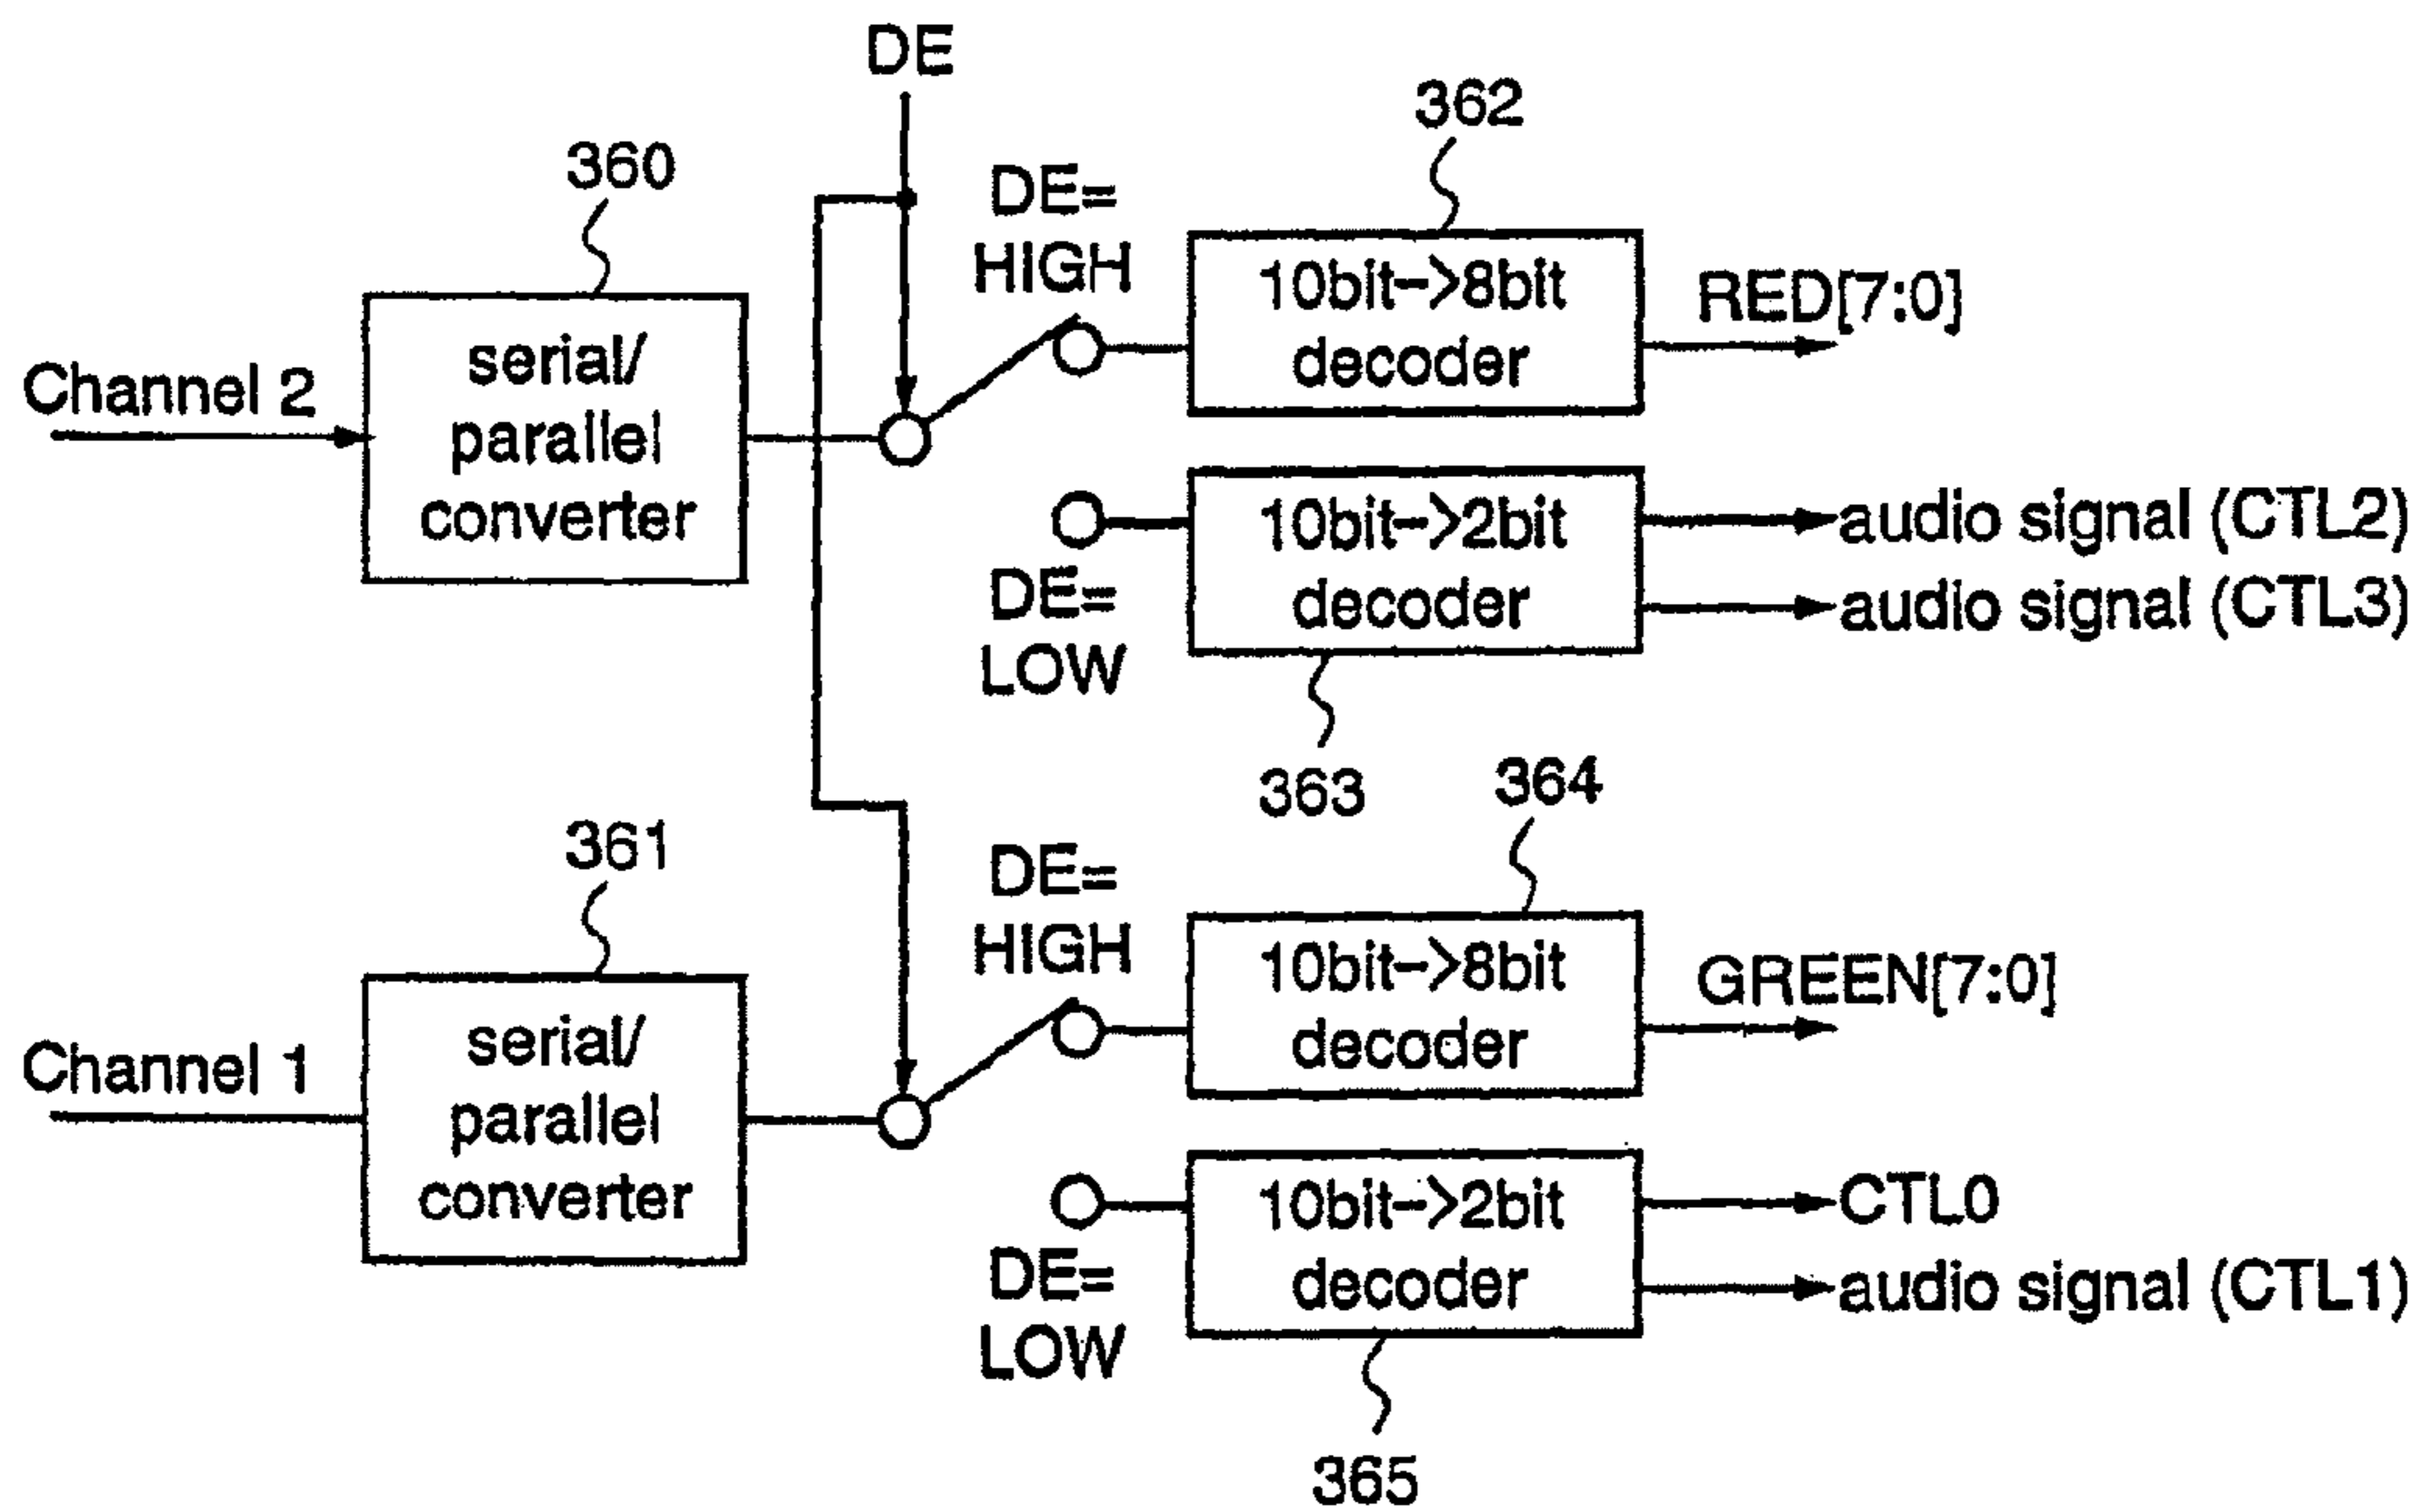 DE
362
360
DE=
HIGH
10bit->8bit
decoder
RED[7:0]
Channel 2
serial/
parallel
converter
10bit->2bit
decoder
audio signal (CTL2)
audio signal (CTL3)
DE=
LOW
363
364
361
DE=
HIGH
10bit->8bit
decoder
GREEN[7:0]
Channel 1
serial/
parallel
converter
10bit->2bit
decoder
CTL0
audio signal (CTL1)
DE=
LOW
365